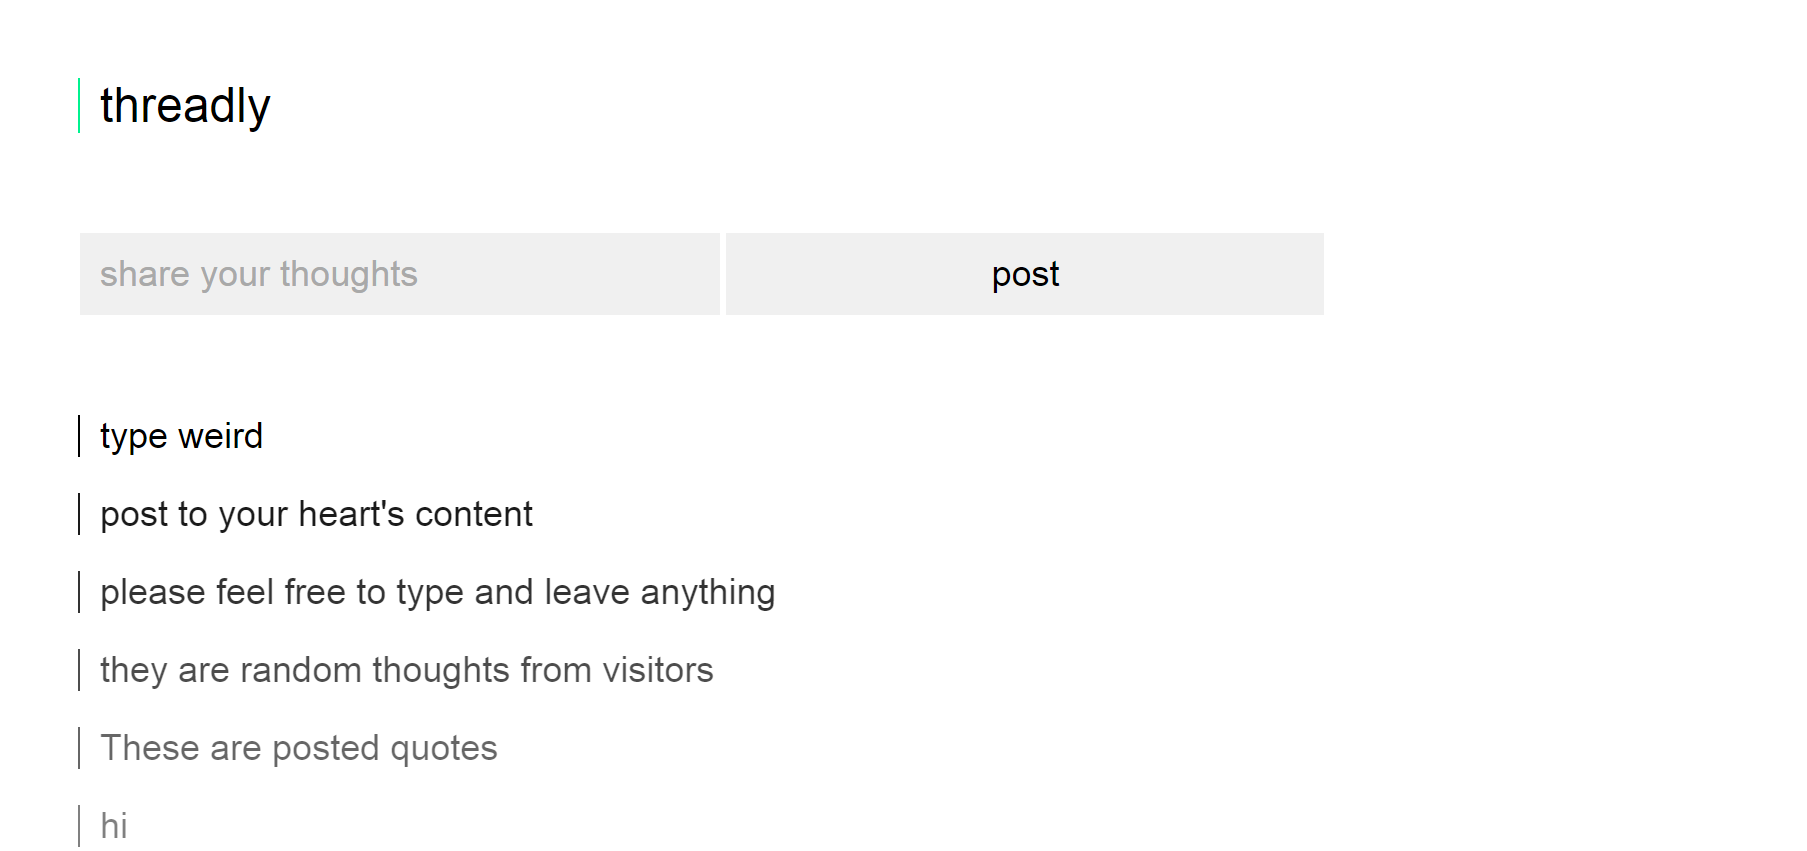 threadly
share your thoughts
post
type weird
post to your heart's content
please feel free to type and leave anything
they are random thoughts from visitors
These are posted quotes
hi